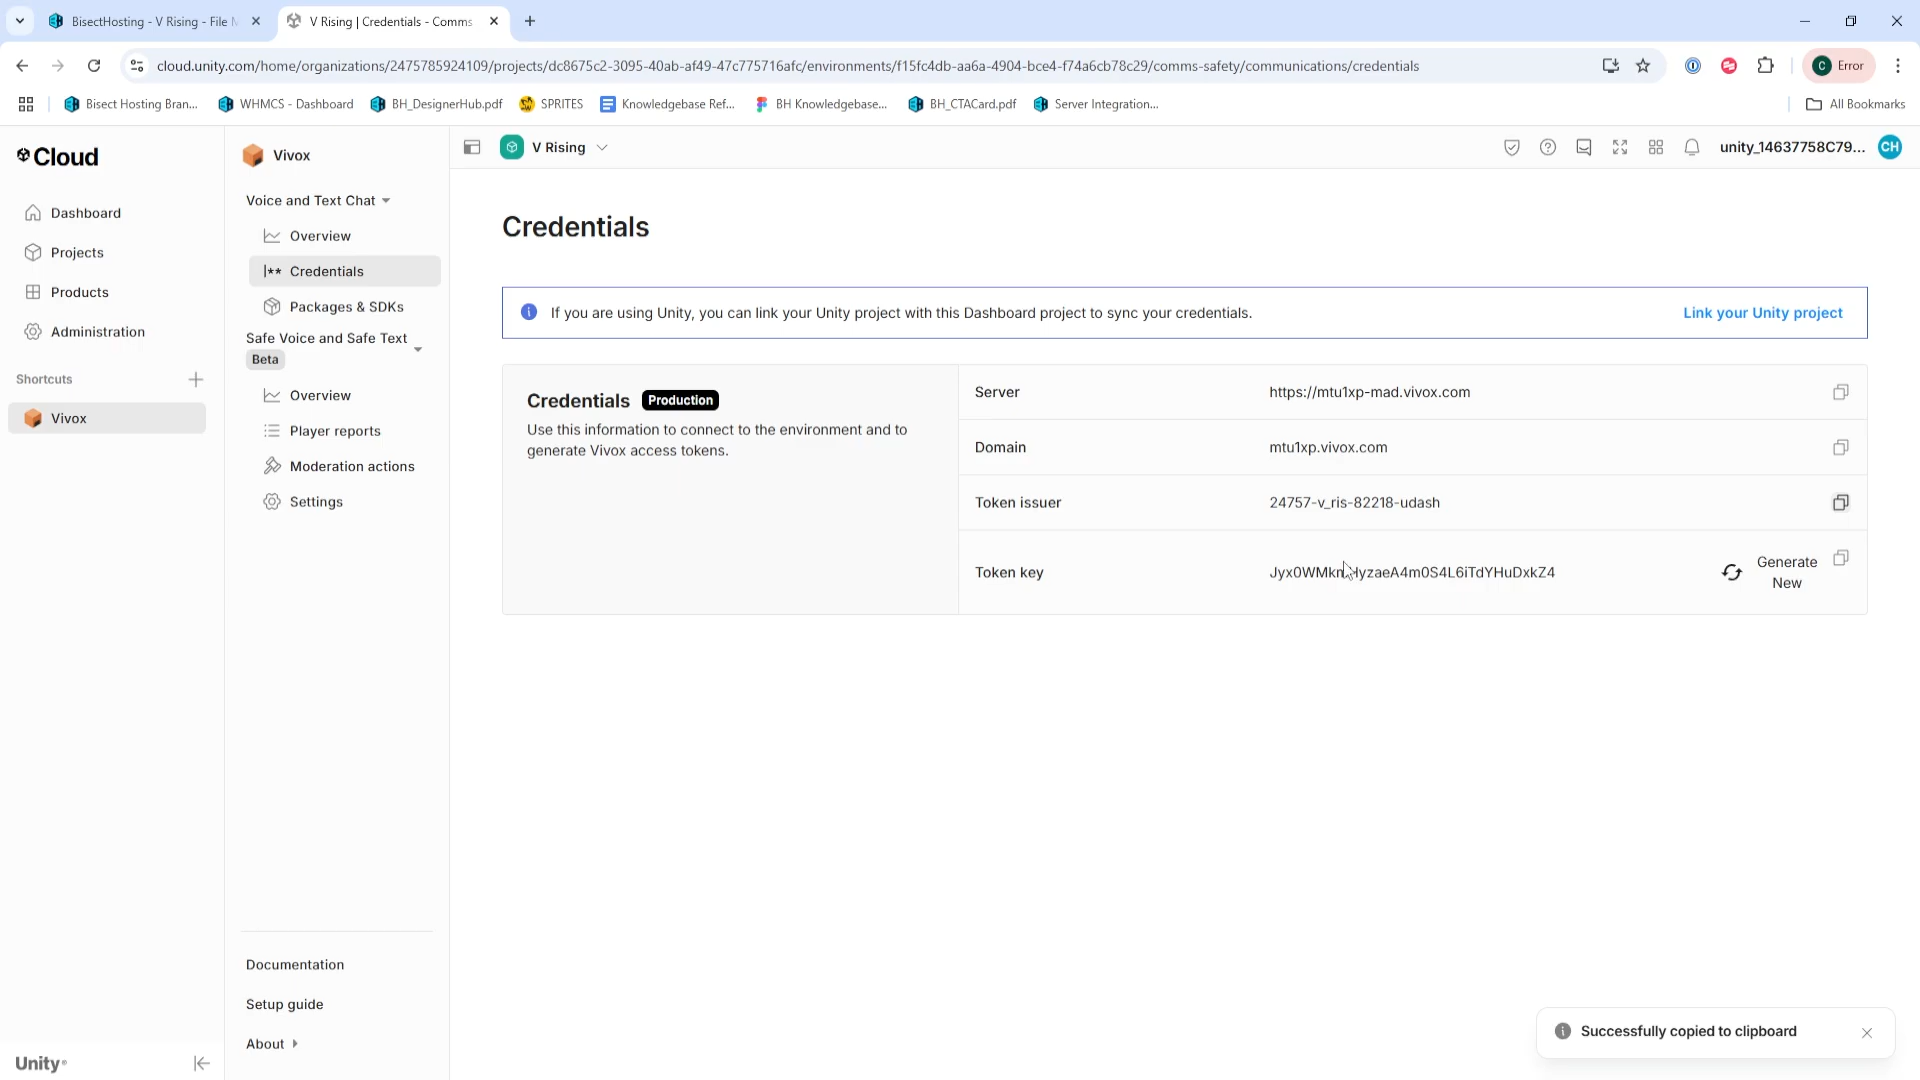 BisectHosting - V Rising - File M
V Rising | Credentials - Comms
cloud.unity.com/home/organizations/2475785924109/projects/dc8675c2-3095-40ab-af49-47c775716afc/environments/f15fc4db-aa6a-4904-bce4-f74a6cb78c29/comms-safety/communications/credentials
C Error
Bisect Hosting Bran...
WHMCS - Dashboard
BH_DesignerHub.pdf
SPRITES
Knowledgebase Ref...
BH Knowledgebase...
BH_CTACard.pdf
Server Integration...
All Bookmarks
Cloud
Dashboard
Projects
Products
Administration
Shortcuts
Vivox
Unity
Vivox
Voice and Text Chat
Overview
Credentials
Packages & SDKs
Safe Voice and Safe Text
Beta
Overview
Player reports
Moderation actions
Settings
Documentation
Setup guide
About
V Rising
unity_14637758C79...
CH
Credentials
If you are using Unity, you can link your Unity project with this Dashboard project to sync your credentials.
Link your Unity project
Credentials Production
Use this information to connect to the environment and to
generate Vivox access tokens.
Server
https://mtu1xp-mad.vivox.com
Domain
mtu1xp.vivox.com
Token issuer
24757-v_ris-82218-udash
Token key
Generate
New
Successfully copied to clipboard